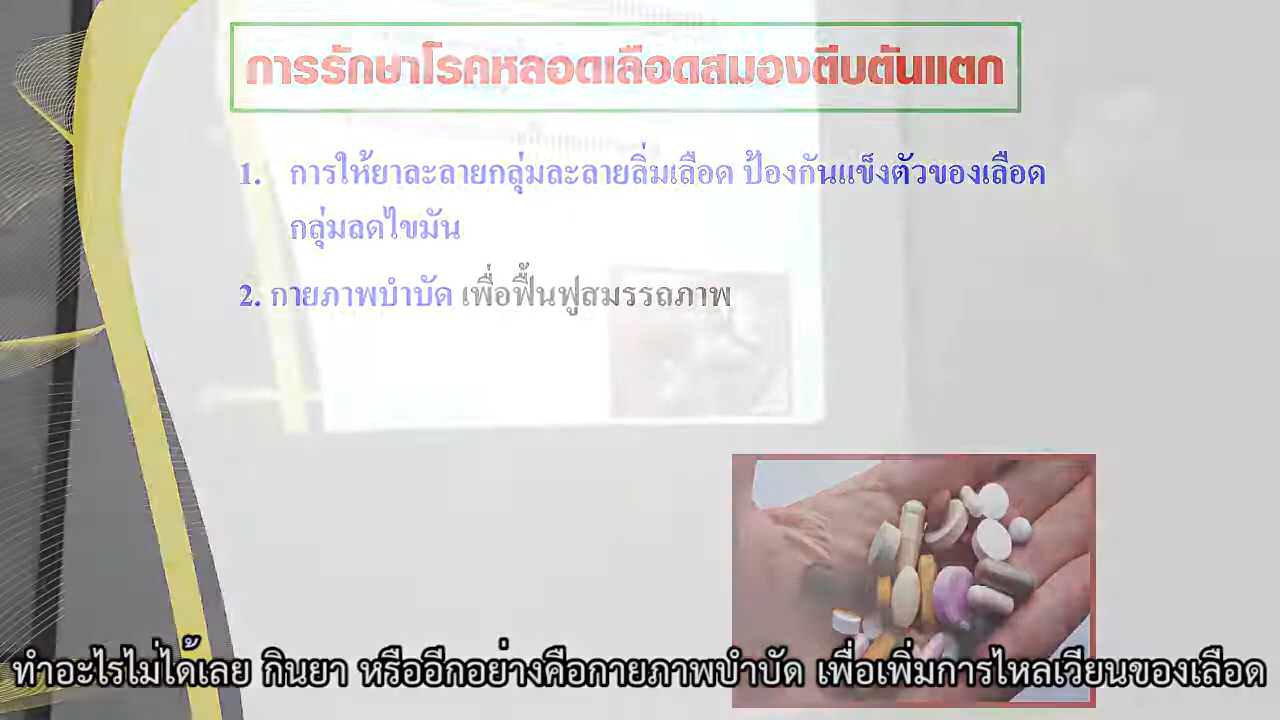 การรักษาโรคหลอดเลือดสมองตีบตันแตก
1. การให้ยาละลายกลุ่มละลายลิ่มเลือด ป้องกันแข็งตัวของเลือด
กลุ่มลดไขมัน
2. กายภาพบำบัด เพื่อฟื้นฟูสมรรถภาพ
ทำอะไรไม่ได้เลย กินยา หรืออีกอย่างคือกายภาพบำบัด เพื่อเพิ่มการไหลเวียนของเลือด